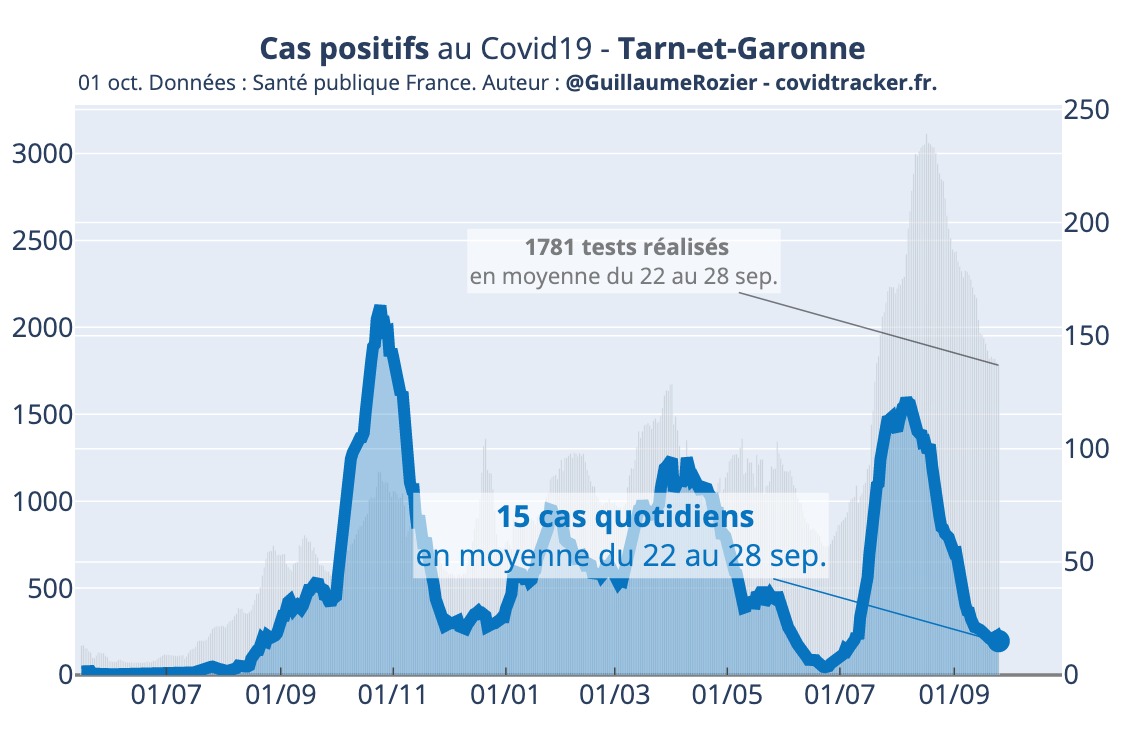 Cas positifs au Covid19 - Tarn-et-Garonne
01 oct. Données : Santé publique France. Auteur : @GuillaumeRozier - covidtracker.fr.
250
3000
200
2500
1781 tests réalisés
en moyenne du 22 au 28 sep.
2000
150
1500
100
1000
15 cas quotidiens
en moyenne du 22 au 28 sep.
50
500
0
0
01/07 01/09 01/11 01/01 01/03 01/05 01/07 01/09